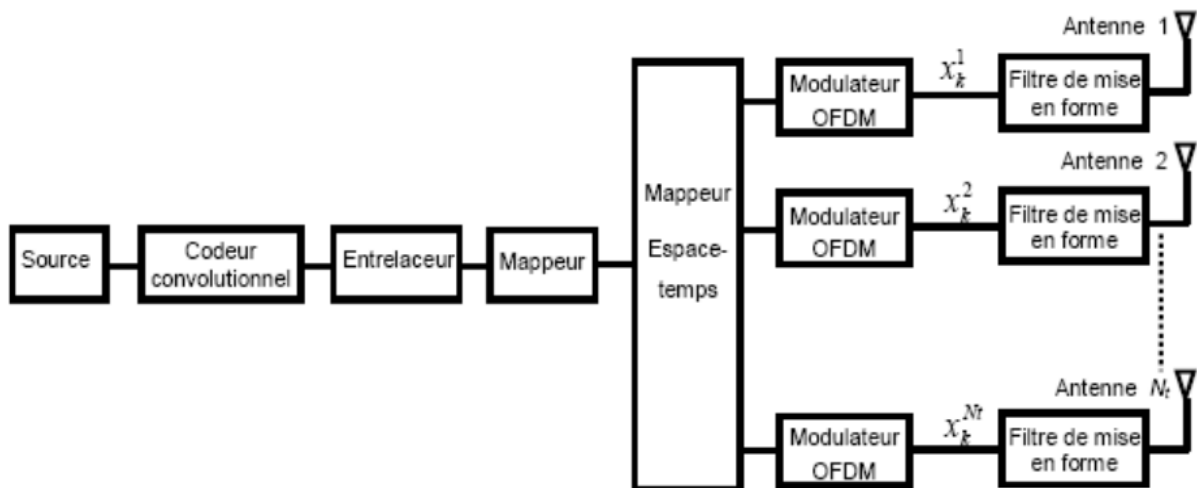 Antenne 1
Modulateur
OFDM
x_k^1
Filtre de mise
en forme
Antenne 2
Modulateur
OFDM
x_k^2
Filtre de mise
en forme
Source
Codeur
convolutionnel
Entrelaceur
Mappeur
Mappeur
Espace-
temps
Antenne N_t
Modulateur
OFDM
x_k^{Nt}
Filtre de mise
en forme